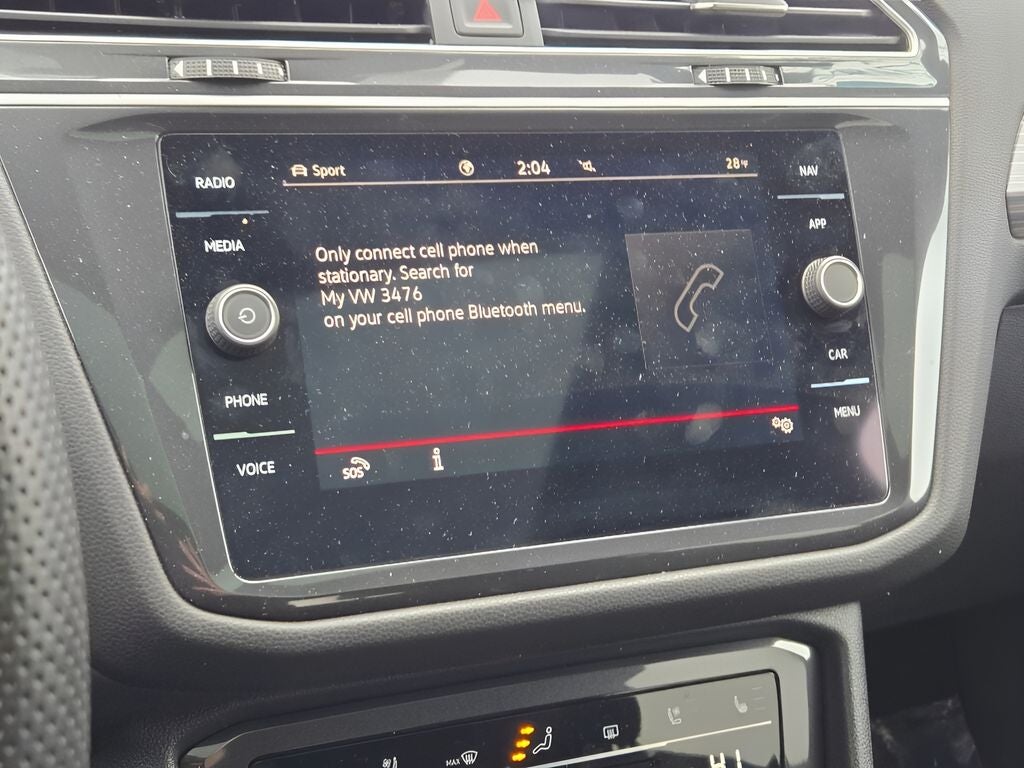 Sport 2:04 28°F
RADIO
MEDIA
PHONE
VOICE
Only connect cell phone when
stationary. Search for
My VW 3476
on your cell phone Bluetooth menu.
SOS
i
NAV
APP
CAR
MENU
MAX